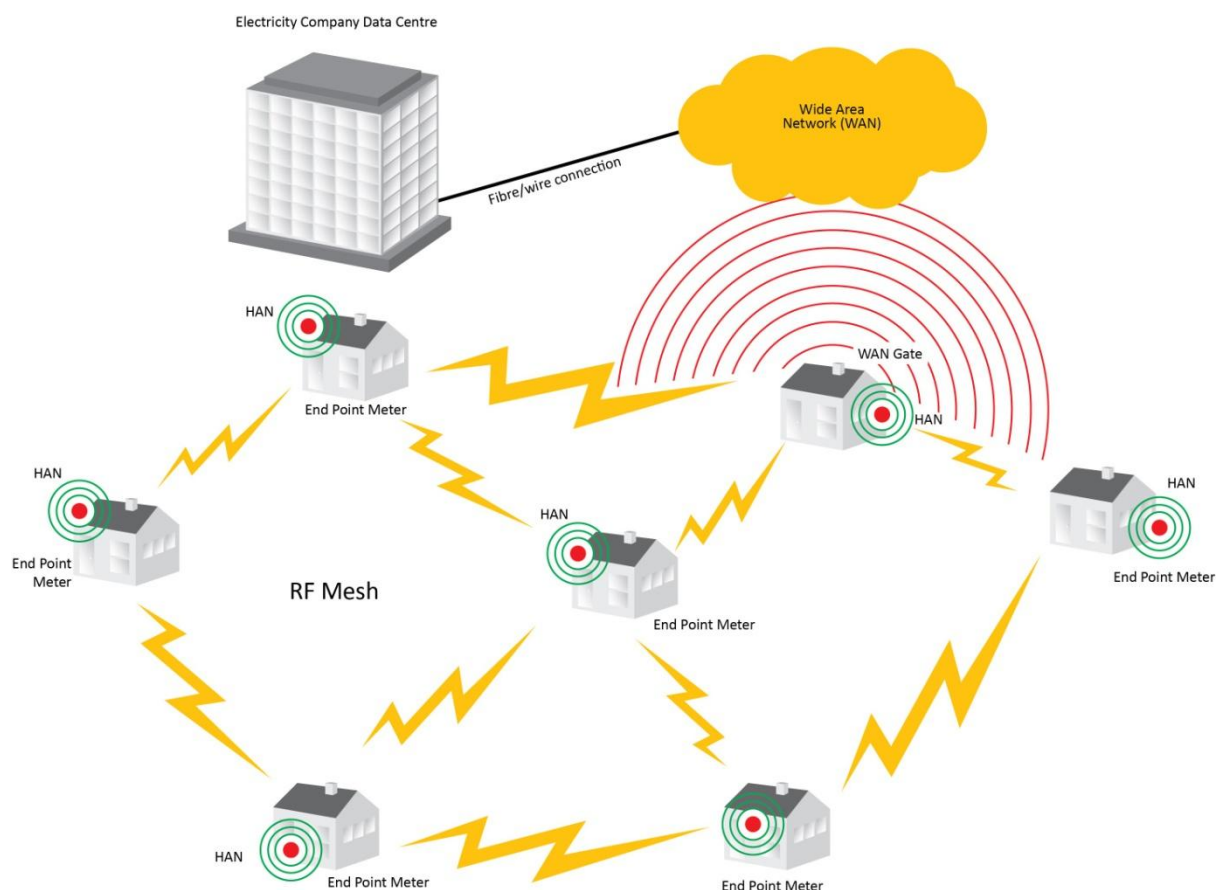 Electricity Company Data Centre
Wide Area
Network (WAN)
Fibre/wire connection
HAN
End Point Meter
WAN Gate
HAN
HAN
End Point
Meter
HAN
End Point Meter
HAN
End Point Meter
RF Mesh
HAN
End Point Meter
End Point Meter